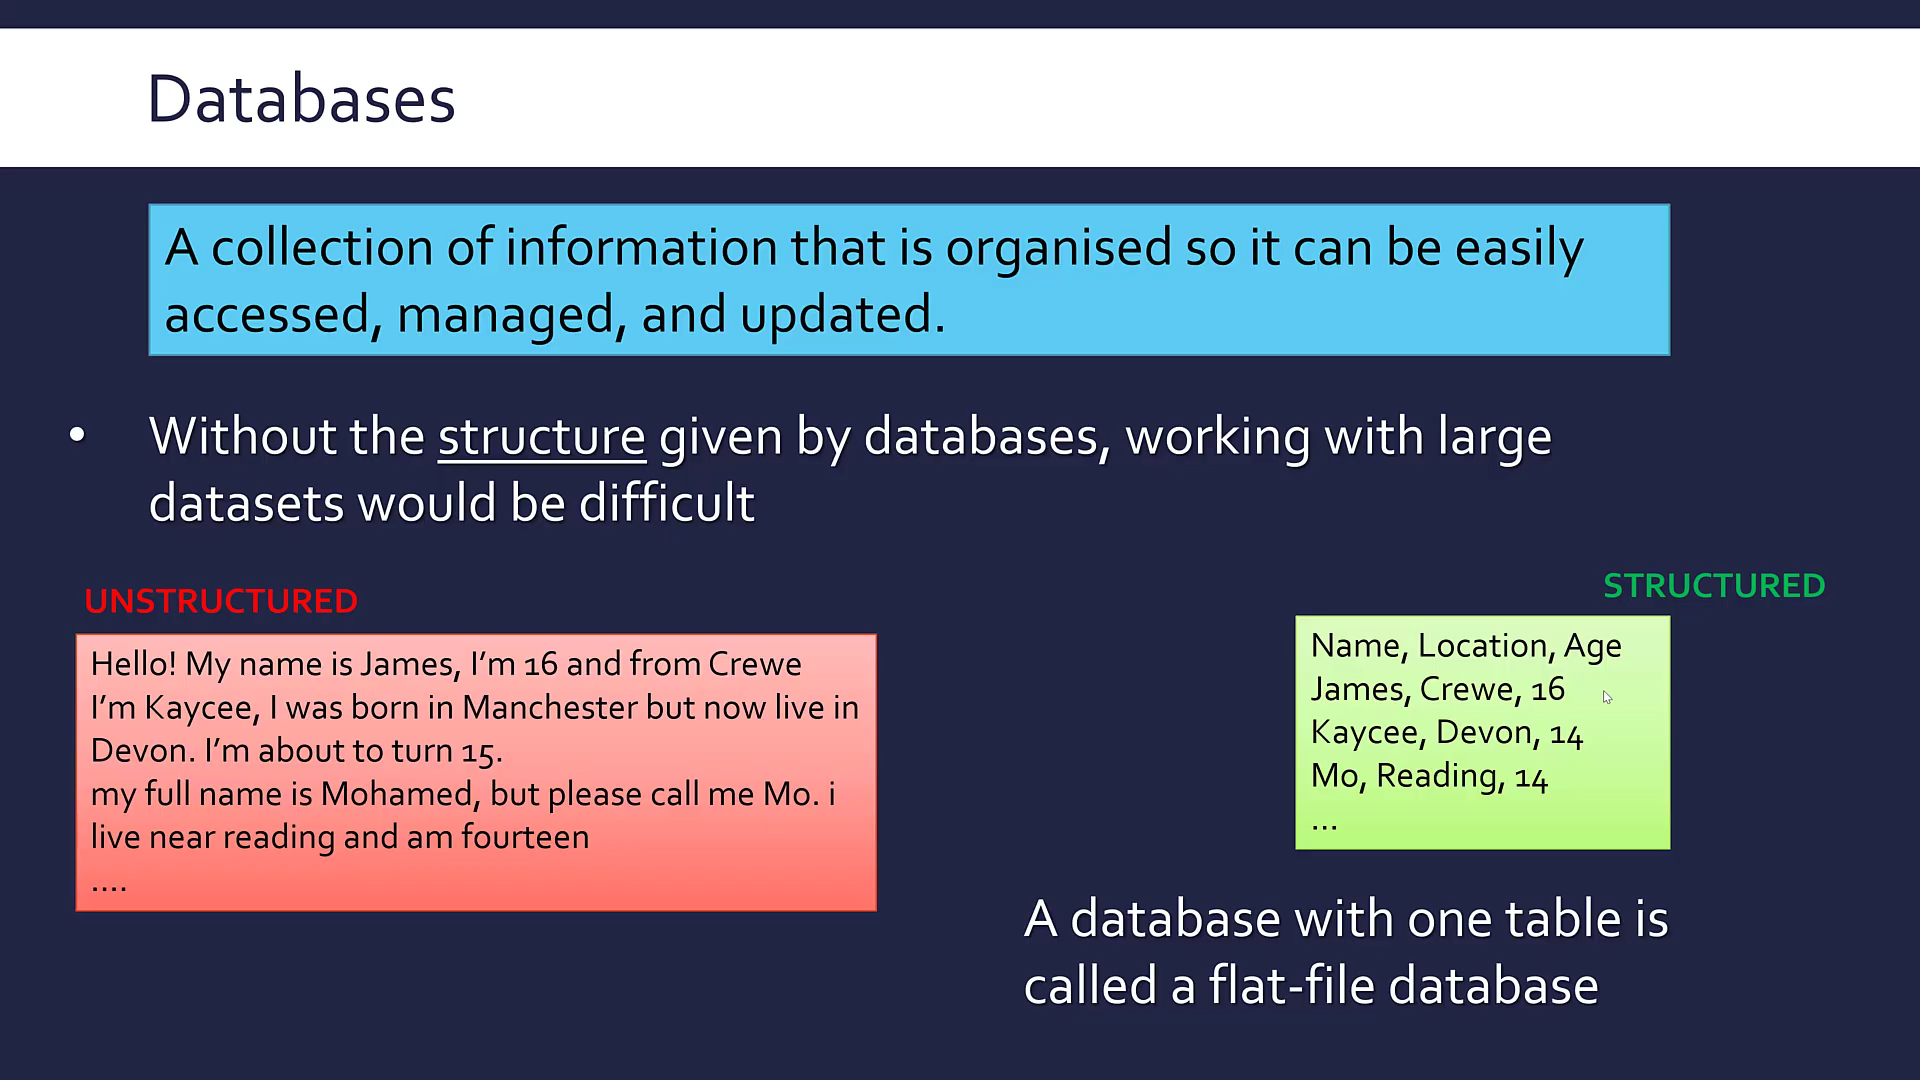 Databases
A collection of information that is organised so it can be easily
accessed, managed, and updated.
• Without the structure given by databases, working with large
datasets would be difficult
UNSTRUCTURED
Hello! My name is James, I’m 16 and from Crewe
I’m Kaycee, I was born in Manchester but now live in
Devon. I’m about to turn 15.
my full name is Mohamed, but please call me Mo. i
live near reading and am fourteen
....
STRUCTURED
Name, Location, Age
James, Crewe, 16
Kaycee, Devon, 14
Mo, Reading, 14
...
A database with one table is
called a flat-file database